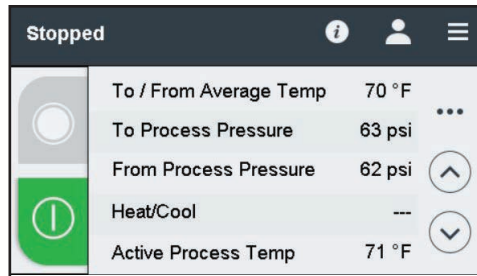 Stopped
To / From Average Temp 70 °F
To Process Pressure 63 psi
From Process Pressure 62 psi
Heat/Cool ---
Active Process Temp 71 °F